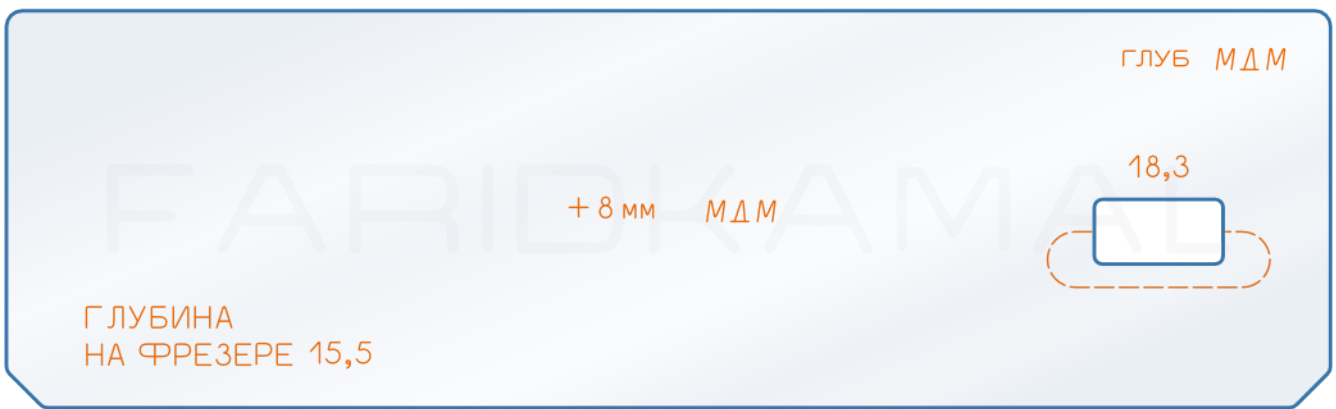 ГЛУБ МДМ
18,3
+ 8 мм МДМ
FARIDKAMAL
ГЛУБИНА
НА ФРЕЗЕРЕ 15,5